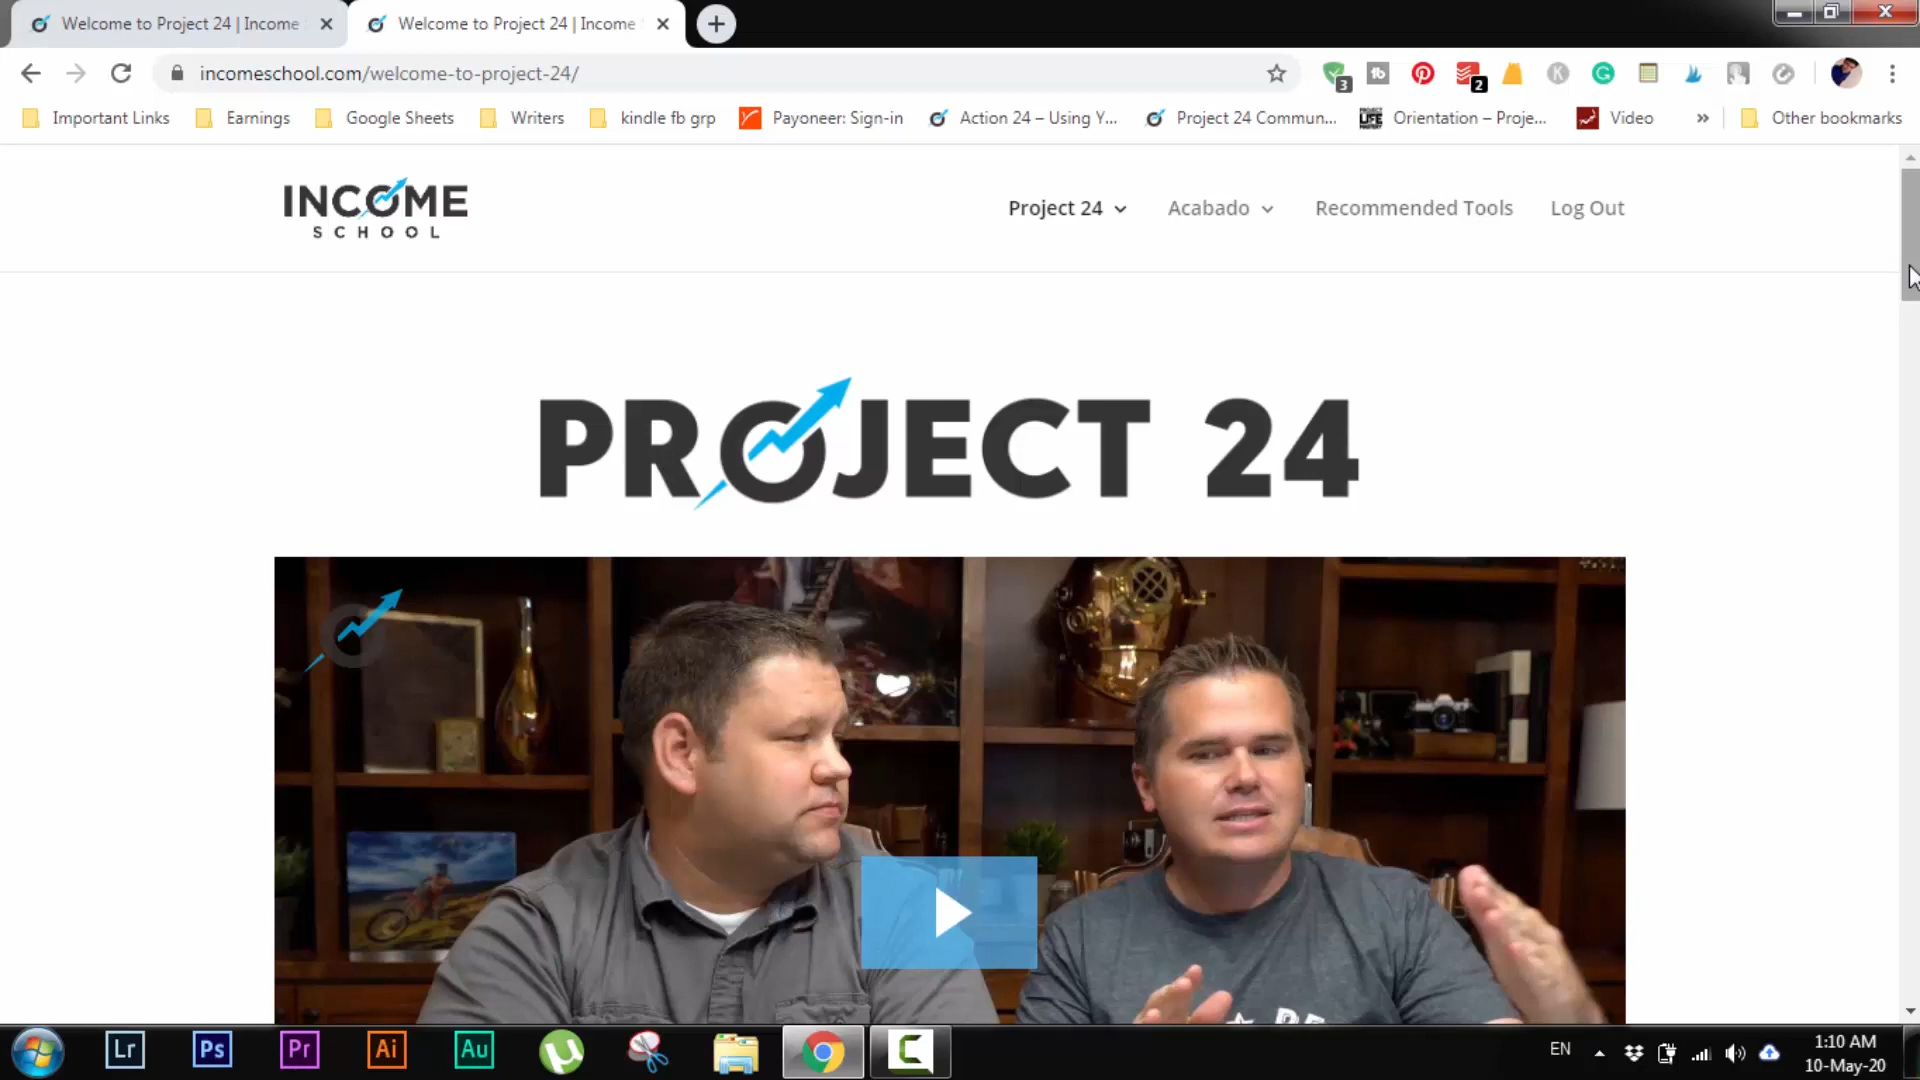 Welcome to Project 24 | Income
Welcome to Project 24 | Income
incomeschool.com/welcome-to-project-24/
3
2
Important Links
Earnings
Google Sheets
Writers
kindle fb grp
Payoneer: Sign-in
Action 24 – Using Y...
Project 24 Commun...
Orientation – Proje...
Video
Other bookmarks
INCOME
SCHOOL
Project 24
Acabado
Recommended Tools
Log Out
PROJECT 24
Lr
Ps
Pr
Ai
Au
EN
1:10 AM
10-May-20